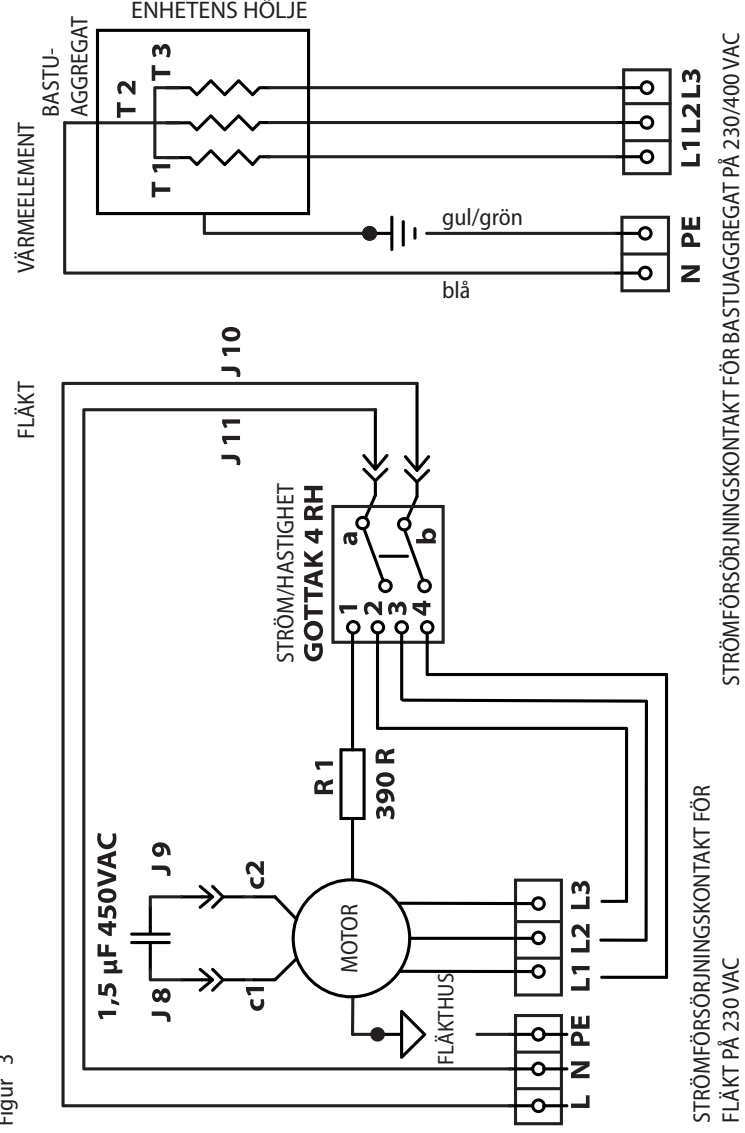 Figur 3
FLÄKT
VÄRMEELEMENT
BASTU-
AGGREGAT
ENHETENS HÖLJE
T 1
T 2
T 3
J 10
J 11
1,5 µF 450VAC
J 8
J 9
c1
c2
MOTOR
R 1
390 R
STRÖM/HASTIGHET
GOTTAK 4 RH
1
2
3
4
a
b
gul/grön
blå
FLÄKTHUS
L N PE
L1 L2 L3
N PE
L1 L2 L3
STRÖMFÖRSÖRJNINGSKONTAKT FÖR
FLÄKT PÅ 230 VAC
STRÖMFÖRSÖRJNINGSKONTAKT FÖR BASTUAGGREGAT PÅ 230/400 VAC